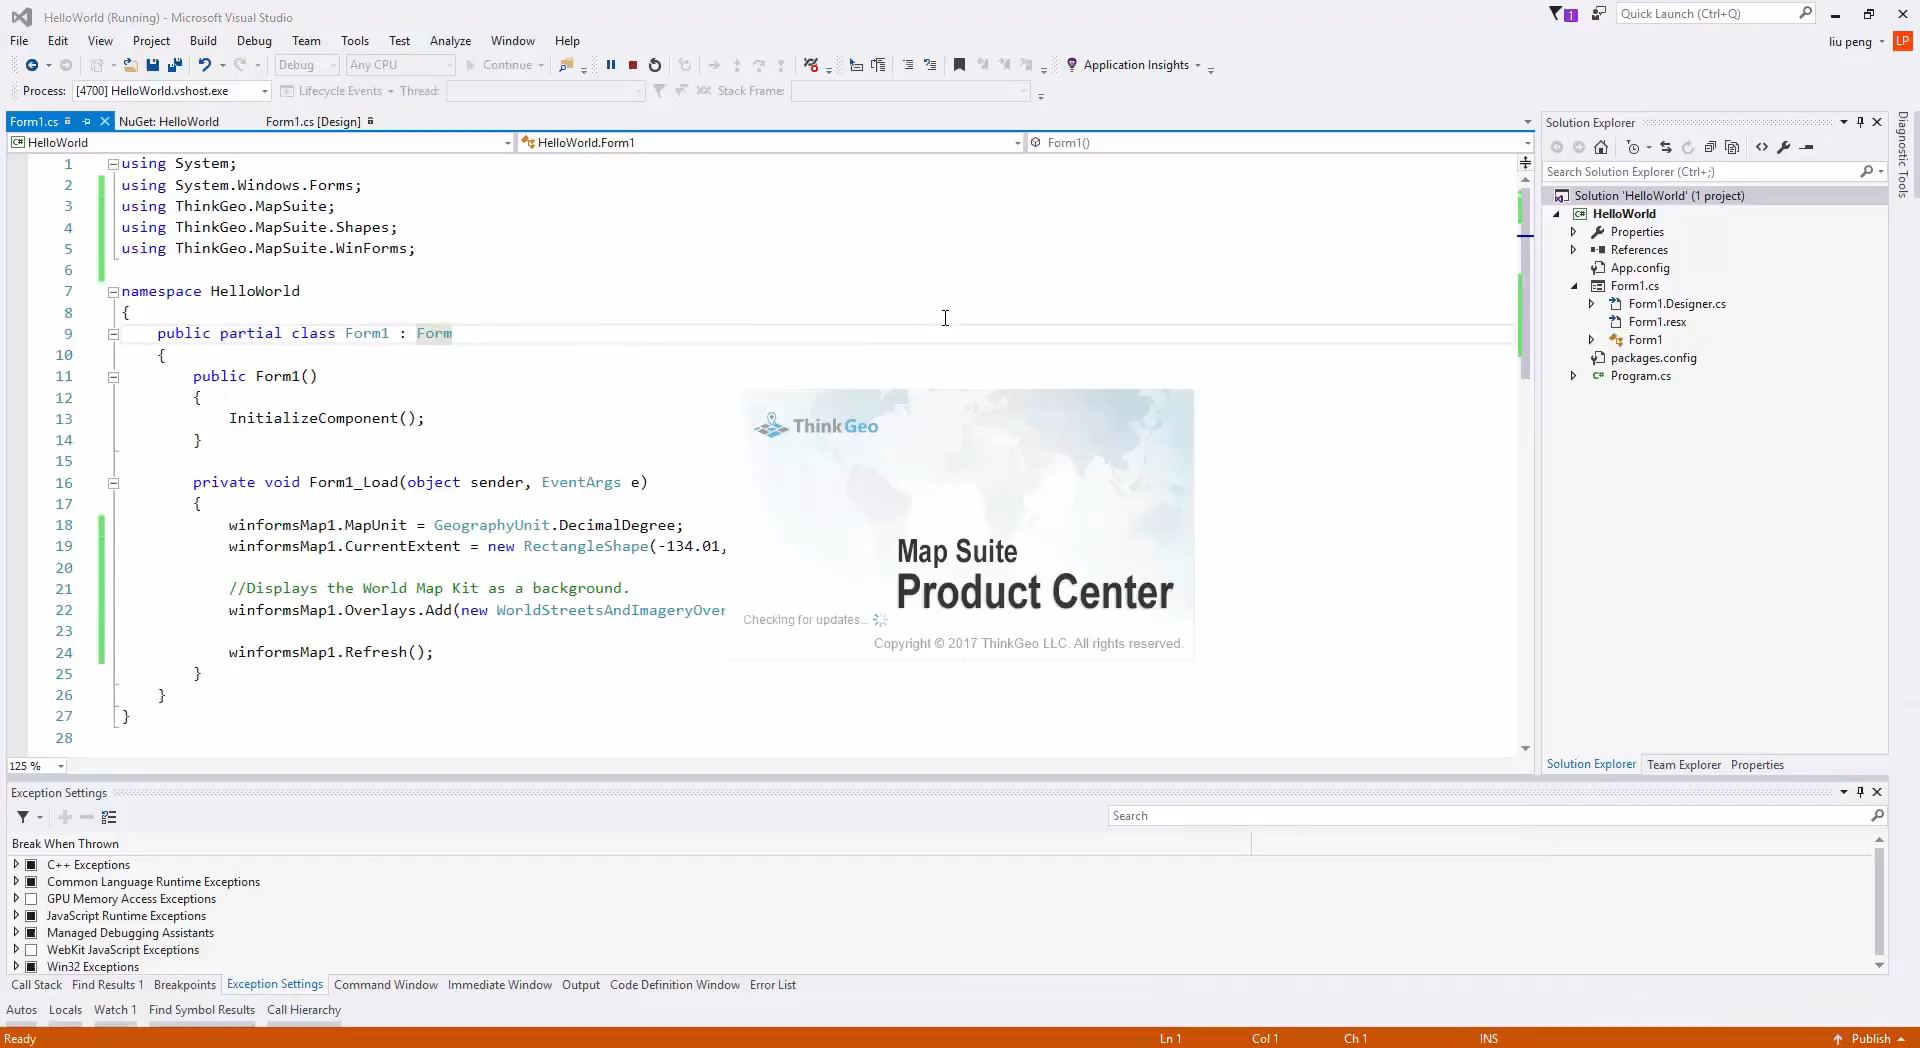 HelloWorld (Running) - Microsoft Visual Studio
1
Quick Launch (Ctrl+Q)
File Edit View Project Build Debug Team Tools Test Analyze Window Help
liu peng LP
Debug Any CPU Continue Application Insights
Process: [4700] HelloWorld.vshost.exe Lifecycle Events Thread: Stack Frame:
Form1.cs NuGet: HelloWorld Form1.cs [Design]
C# HelloWorld HelloWorld.Form1 Form1()
1 using System;
2 using System.Windows.Forms;
3 using ThinkGeo.MapSuite;
4 using ThinkGeo.MapSuite.Shapes;
5 using ThinkGeo.MapSuite.WinForms;
6
7 namespace HelloWorld
8 {
9 public partial class Form1 : Form
10 {
11 public Form1()
12 {
13 InitializeComponent();
14 }
15
16 private void Form1_Load(object sender, EventArgs e)
17 {
18 winformsMap1.MapUnit = GeographyUnit.DecimalDegree;
19 winformsMap1.CurrentExtent = new RectangleShape(-134.01,
20
21 //Displays the World Map Kit as a background.
22 winformsMap1.Overlays.Add(new WorldStreetsAndImageryOver
23
24 winformsMap1.Refresh();
25 }
26 }
27 }
28
125 %
ThinkGeo
Map Suite
Product Center
Checking for updates...
Copyright © 2017 ThinkGeo LLC. All rights reserved.
Solution Explorer
Search Solution Explorer (Ctrl+;)
Solution 'HelloWorld' (1 project)
C# HelloWorld
Properties
References
App.config
Form1.cs
Form1.Designer.cs
Form1.resx
Form1
packages.config
C# Program.cs
Solution Explorer Team Explorer Properties
Diagnostic Tools
Exception Settings
Search
Break When Thrown
C++ Exceptions
Common Language Runtime Exceptions
GPU Memory Access Exceptions
JavaScript Runtime Exceptions
Managed Debugging Assistants
WebKit JavaScript Exceptions
Win32 Exceptions
Call Stack Find Results 1 Breakpoints Exception Settings Command Window Immediate Window Output Code Definition Window Error List
Autos Locals Watch 1 Find Symbol Results Call Hierarchy
Ready Ln 1 Col 1 Ch 1 INS Publish